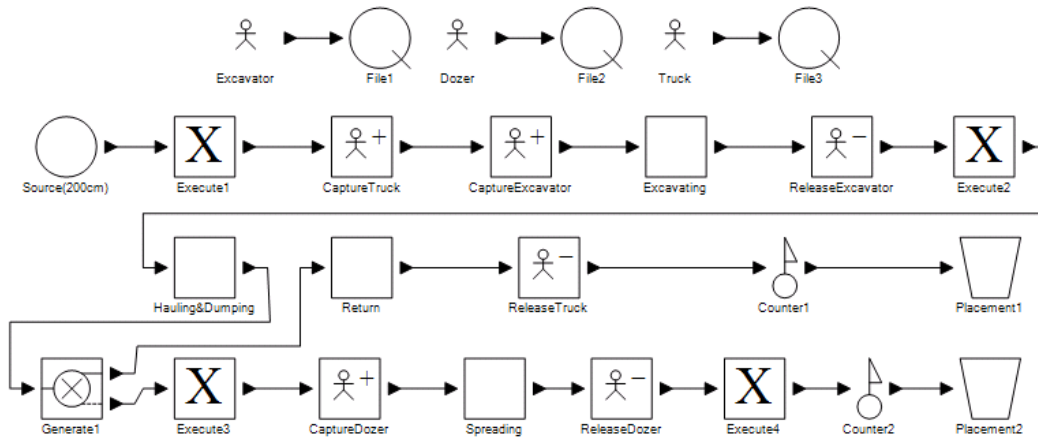 Excavator
File1
Dozer
File2
Truck
File3
Source(200cm)
X
Execute1
+
CaptureTruck
+
CaptureExcavator
Excavating
−
ReleaseExcavator
X
Execute2
Hauling&Dumping
Return
−
ReleaseTruck
Counter1
Placement1
Generate1
X
Execute3
+
CaptureDozer
Spreading
−
ReleaseDozer
X
Execute4
Counter2
Placement2